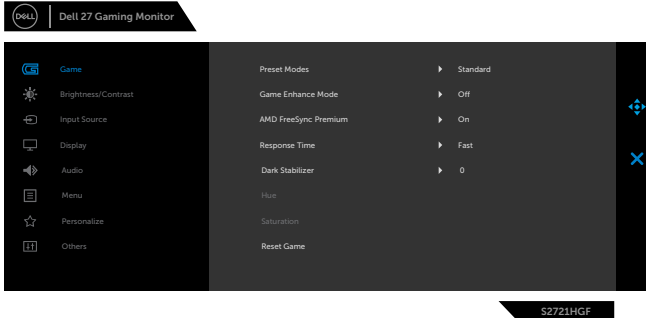 DELL
Dell 27 Gaming Monitor
Game
Preset Modes
Standard
Brightness/Contrast
Game Enhance Mode
Off
Input Source
AMD FreeSync Premium
On
Display
Response Time
Fast
Audio
Dark Stabilizer
0
Menu
Hue
Personalize
Saturation
Others
Reset Game
S2721HGF